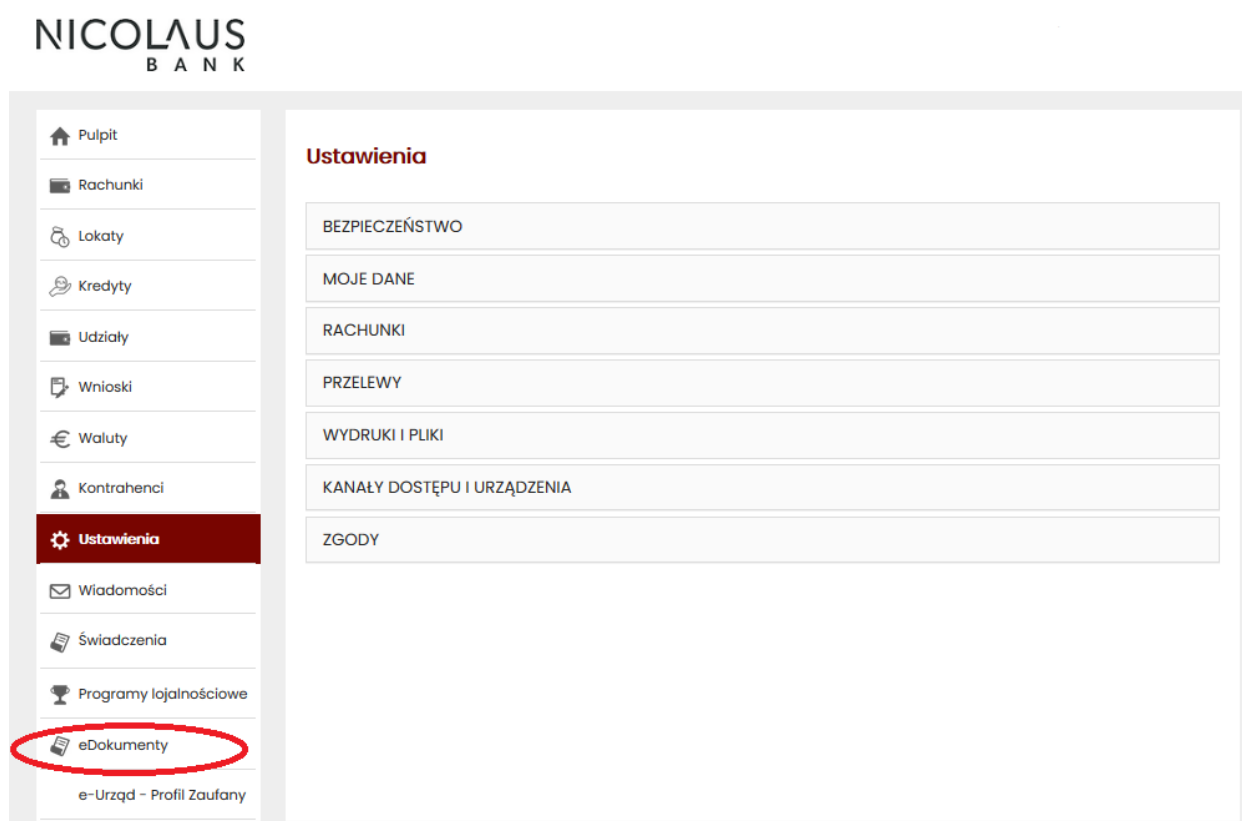 NICOLAUS
BANK
Pulpit
Rachunki
Lokaty
Kredyty
Udziały
Wnioski
Waluty
Kontrahenci
Ustawienia
Wiadomości
Świadczenia
Programy lojalnościowe
eDokumenty
e-Urząd - Profil Zaufany
Ustawienia
BEZPIECZEŃSTWO
MOJE DANE
RACHUNKI
PRZELEWY
WYDRUKI I PLIKI
KANAŁY DOSTĘPU I URZĄDZENIA
ZGODY